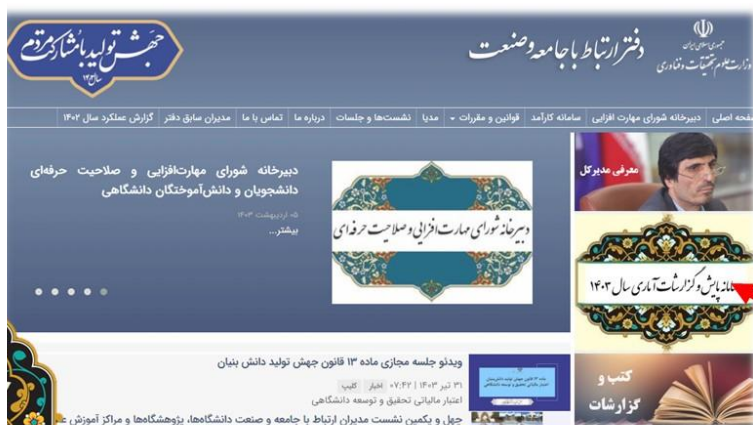 جهش تولید با مشارکت مردم
سال ۱۴۰۳
جمهوری اسلامی ایران
وزارت علوم تحقیقات و فناوری
دفتر ارتباط با جامعه و صنعت
صفحه اصلی دبیرخانه شورای مهارت افزایی سامانه کارآمد قوانین و مقررات مدیا نشست‌ها و جلسات درباره ما تماس با ما مدیران سابق دفتر گزارش عملکرد سال ۱۴۰۲
معرفی مدیرکل
دبیرخانه شورای مهارت‌افزایی و صلاحیت حرفه‌ای
دانشجویان و دانش‌آموختگان دانشگاهی
۰۵ اردیبهشت ۱۴۰۳
بیشتر...
دبیرخانه شورای مهارت افزایی و صلاحیت حرفه ای
سامانه پایش و گزارشات آماری سال ۱۴۰۳
کتب و
گزارشات
ویدئو جلسه مجازی ماده ۱۳ قانون جهش تولید دانش بنیان
۳۱ تیر ۱۴۰۳ | ۰۷:۴۲ اخبار کلیپ
اعتبار مالیاتی تحقیق و توسعه دانشگاهی
چهل و یکمین نشست مدیران ارتباط با جامعه و صنعت دانشگاه‌ها، پژوهشگاه‌ها و مراکز آموزش